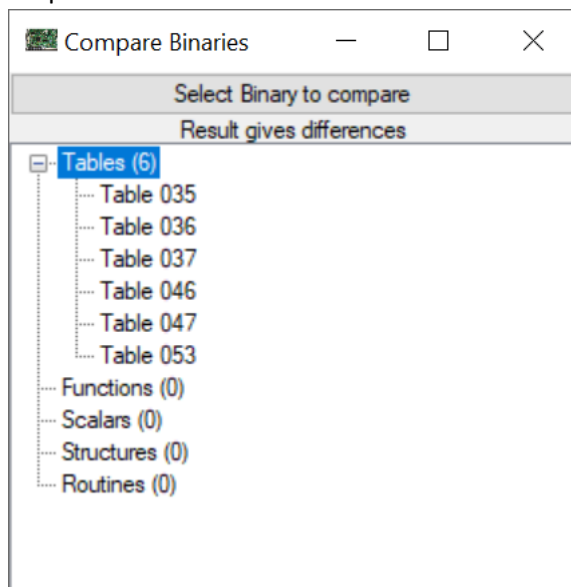 Compare Binaries
Select Binary to compare
Result gives differences
Tables (6)
Table 035
Table 036
Table 037
Table 046
Table 047
Table 053
Functions (0)
Scalars (0)
Structures (0)
Routines (0)